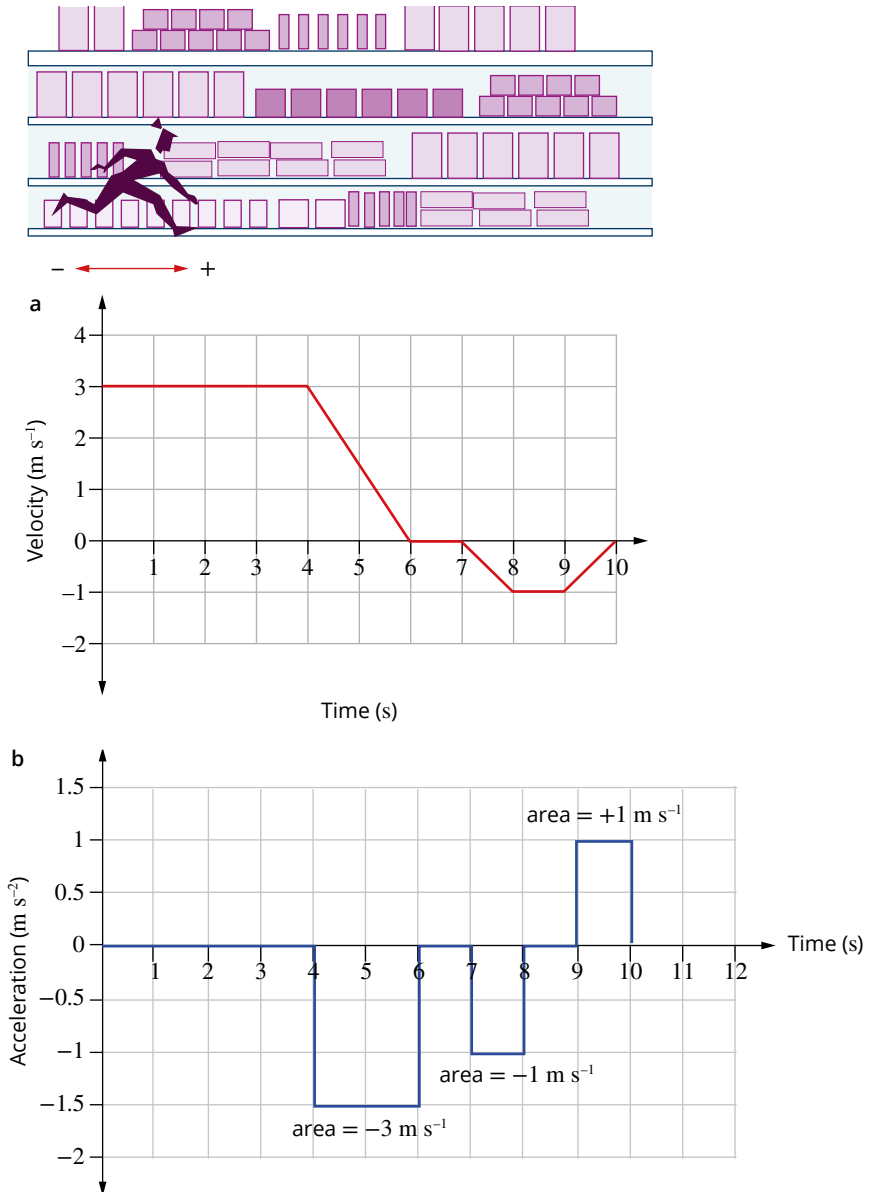 − +
a
4
3
2
1
0
−1
−2
Velocity (m s⁻¹)
1 2 3 4 5 6 7 8 9 10
Time (s)
b
1.5
1
0.5
0
−0.5
−1
−1.5
−2
Acceleration (m s⁻²)
area = +1 m s⁻¹
Time (s)
1 2 3 4 5 6 7 8 9 10 11 12
area = −1 m s⁻¹
area = −3 m s⁻¹